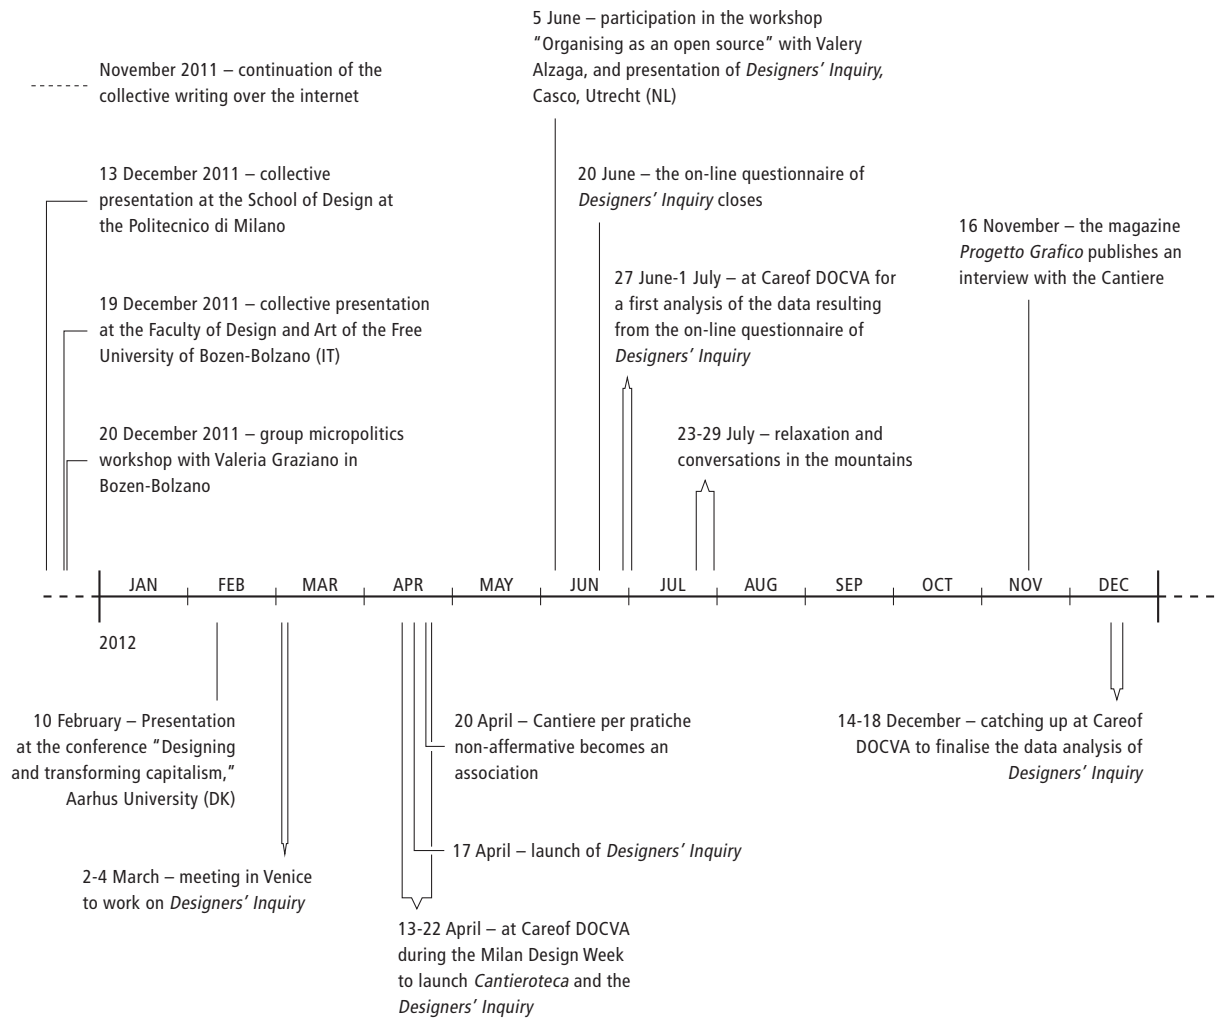 November 2011 – continuation of the
collective writing over the internet
13 December 2011 – collective
presentation at the School of Design at
the Politecnico di Milano
19 December 2011 – collective presentation
at the Faculty of Design and Art of the Free
University of Bozen-Bolzano (IT)
20 December 2011 – group micropolitics
workshop with Valeria Graziano in
Bozen-Bolzano
5 June – participation in the workshop
“Organising as an open source” with Valery
Alzaga, and presentation of Designers’ Inquiry,
Casco, Utrecht (NL)
20 June – the on-line questionnaire of
Designers’ Inquiry closes
27 June-1 July – at Careof DOCVA for
a first analysis of the data resulting
from the on-line questionnaire of
Designers’ Inquiry
23-29 July – relaxation and
conversations in the mountains
16 November – the magazine
Progetto Grafico publishes an
interview with the Cantiere
JAN FEB MAR APR MAY JUN JUL AUG SEP OCT NOV DEC
2012
10 February – Presentation
at the conference “Designing
and transforming capitalism,”
Aarhus University (DK)
2-4 March – meeting in Venice
to work on Designers’ Inquiry
20 April – Cantiere per pratiche
non-affermative becomes an
association
17 April – launch of Designers’ Inquiry
13-22 April – at Careof DOCVA
during the Milan Design Week
to launch Cantieroteca and the
Designers’ Inquiry
14-18 December – catching up at Careof
DOCVA to finalise the data analysis of
Designers’ Inquiry